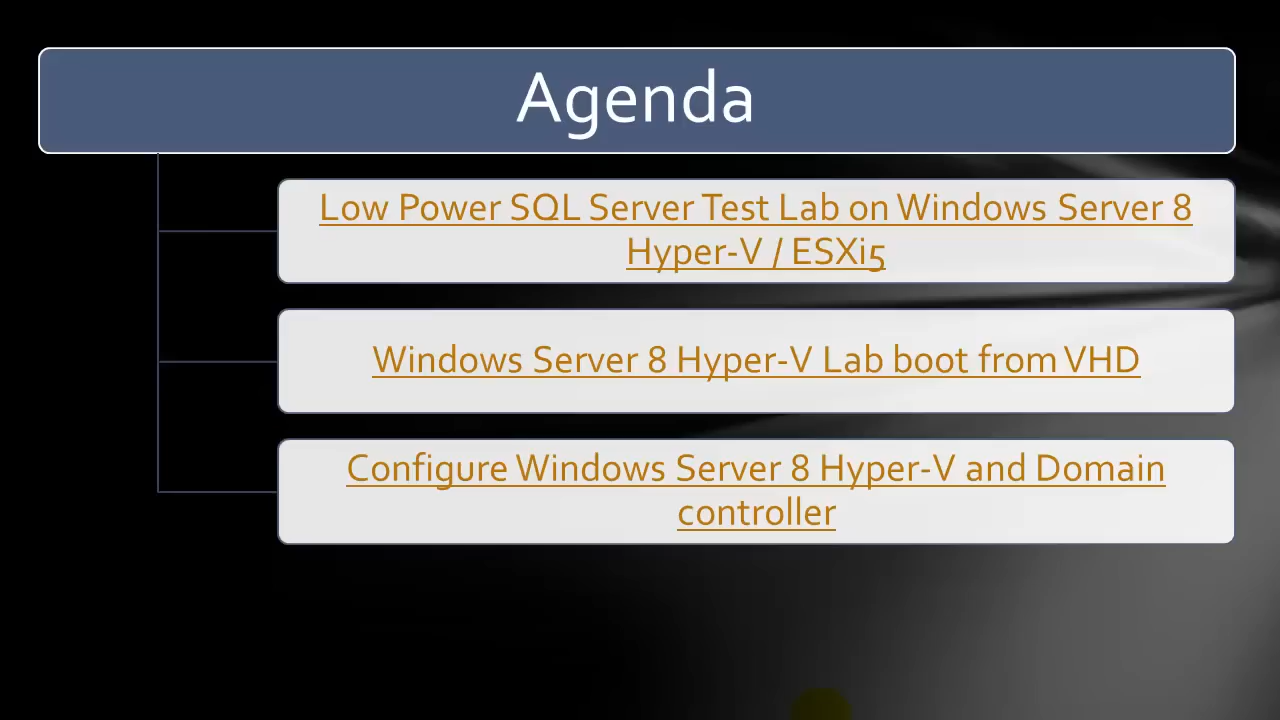 Agenda
Low Power SQL Server Test Lab on Windows Server 8
Hyper-V / ESXi5
Windows Server 8 Hyper-V Lab boot from VHD
Configure Windows Server 8 Hyper-V and Domain
controller